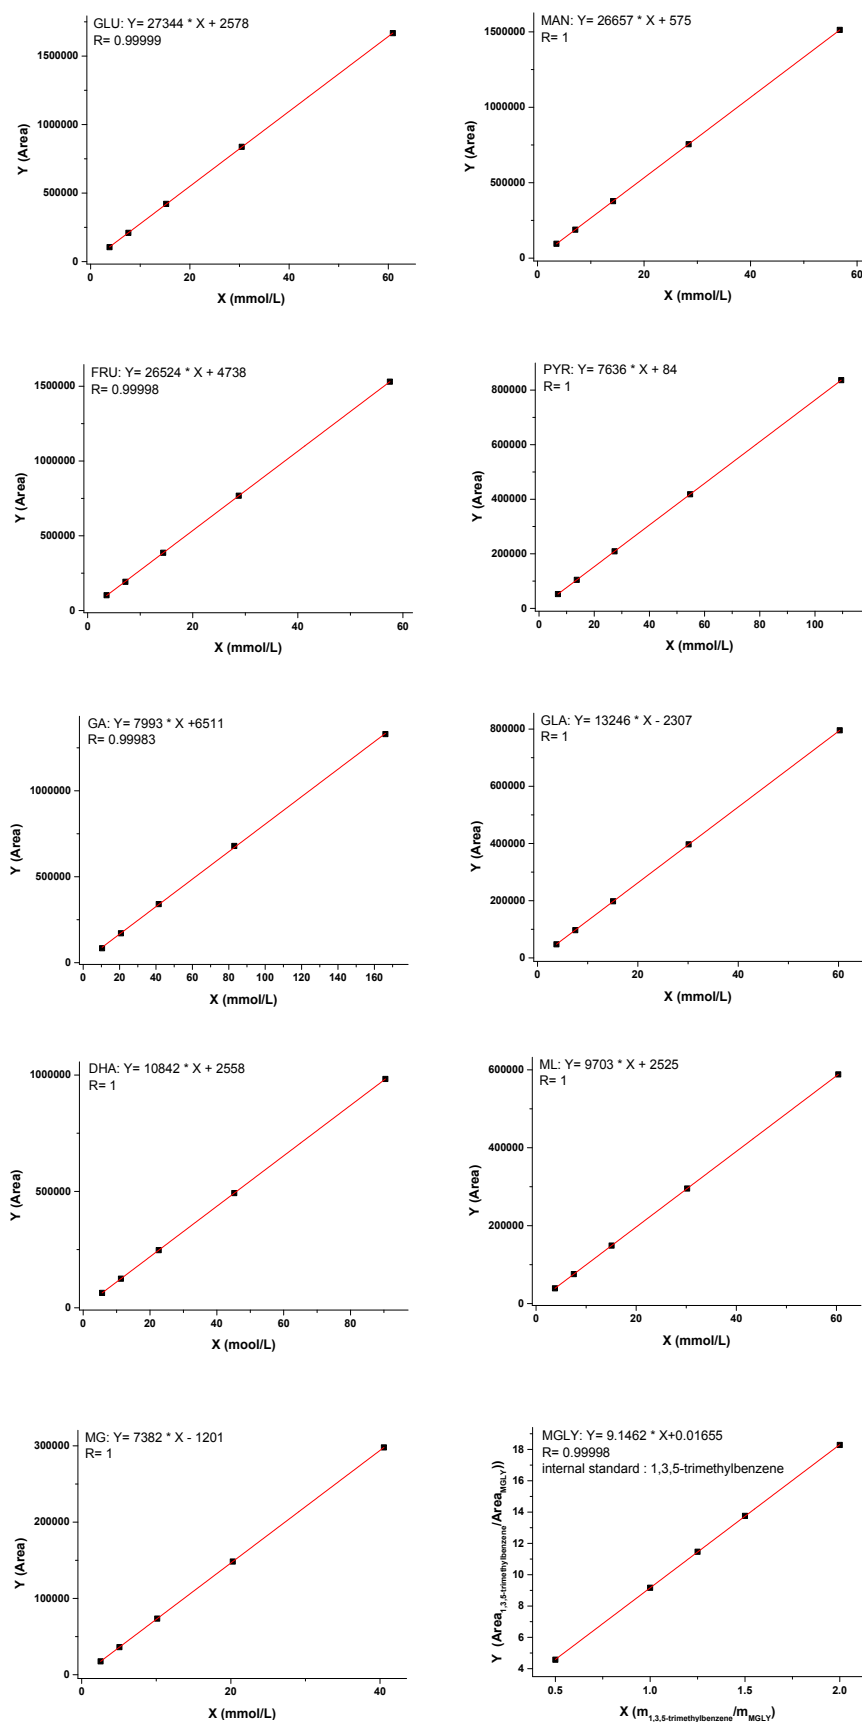 GLU: Y= 27344 * X + 2578
R= 0.99999
1500000
1000000
500000
0
Y (Area)
0 20 40 60
X (mmol/L)
MAN: Y= 26657 * X + 575
R= 1
1500000
1000000
500000
0
Y (Area)
0 20 40 60
X (mmol/L)
FRU: Y= 26524 * X + 4738
R= 0.99998
1500000
1000000
500000
0
Y (Area)
0 20 40 60
X (mmol/L)
PYR: Y= 7636 * X + 84
R= 1
800000
600000
400000
200000
0
Y (Area)
0 20 40 60 80 100
X (mmol/L)
GA: Y= 7993 * X +6511
R= 0.99983
1000000
500000
0
Y (Area)
0 20 40 60 80 100 120 140 160
X (mmol/L)
GLA: Y= 13246 * X - 2307
R= 1
800000
600000
400000
200000
0
Y (Area)
0 20 40 60
X (mmol/L)
DHA: Y= 10842 * X + 2558
R= 1
1000000
500000
0
Y (Area)
0 20 40 60 80
X (mool/L)
ML: Y= 9703 * X + 2525
R= 1
600000
400000
200000
0
Y (Area)
0 20 40 60
X (mmol/L)
MG: Y= 7382 * X - 1201
R= 1
300000
200000
100000
0
Y (Area)
0 20 40
X (mmol/L)
MGLY: Y= 9.1462 * X+0.01655
R= 0.99998
internal standard : 1,3,5-trimethylbenzene
18
16
14
12
10
8
6
4
Y (Area1,3,5-trimethylbenzene/AreaMGLY))
0.5 1.0 1.5 2.0
X (m1,3,5-trimethylbenzene/mMGLY)